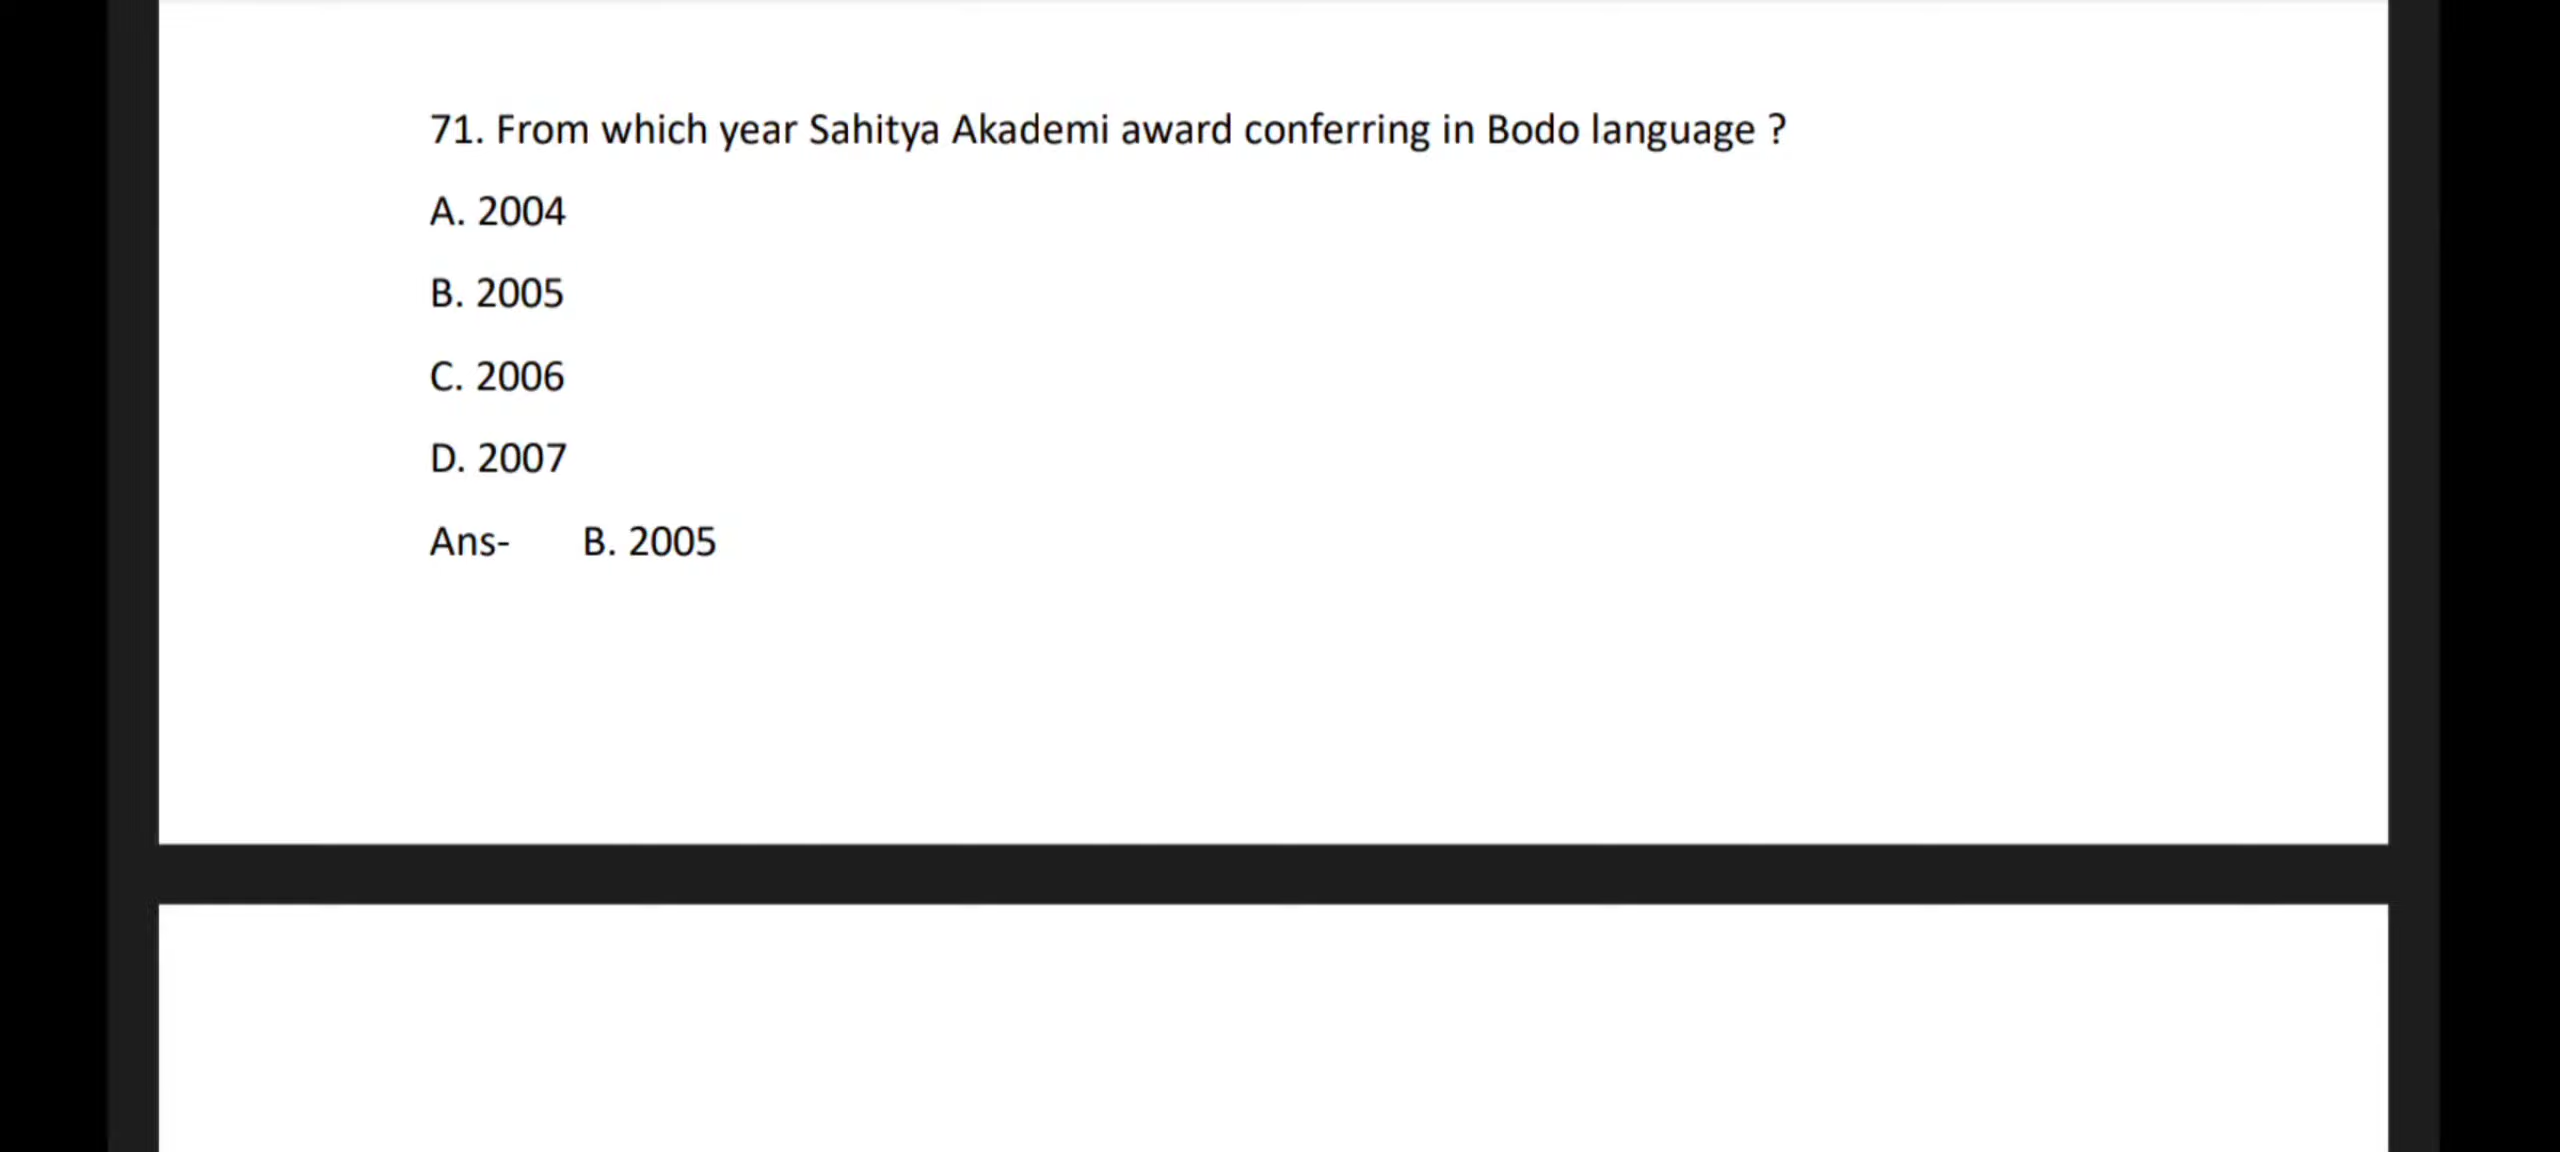 71. From which year Sahitya Akademi award conferring in Bodo language ?
A. 2004
B. 2005
C. 2006
D. 2007
Ans- B. 2005